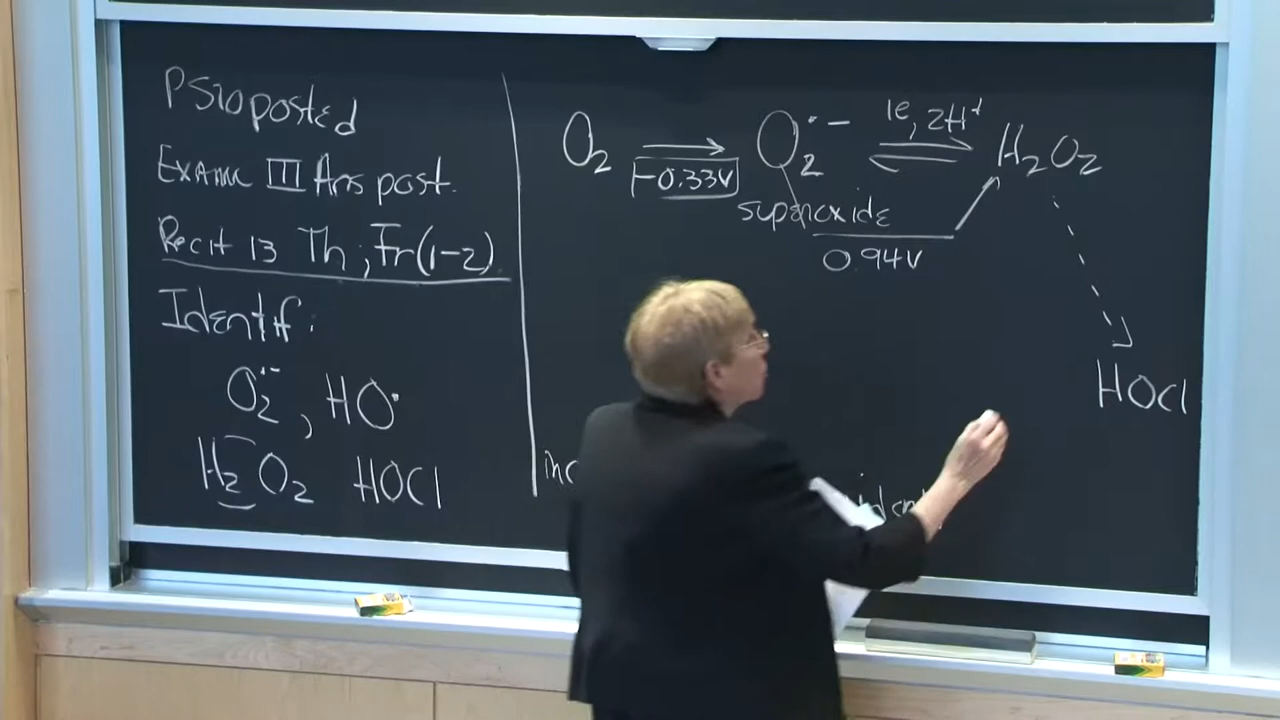 PS10 posted
Exam III Ans post.
Recit 13 Th; Fr(1-2)
Identif:
O2•-, HO•
H2O2 HOCl
O2 → O2•- ⇌ H2O2
1e, 2H+
-0.33V
superoxide
0.94V
HOCl